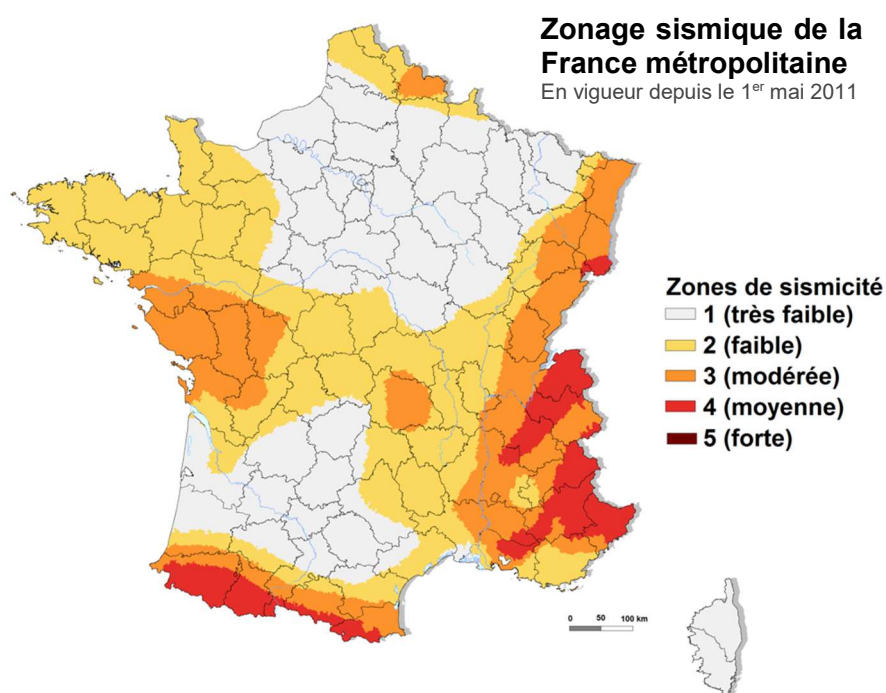 Zonage sismique de la
France métropolitaine
En vigueur depuis le 1er mai 2011
Zones de sismicité
1 (très faible)
2 (faible)
3 (modérée)
4 (moyenne)
5 (forte)
0 50 100 km